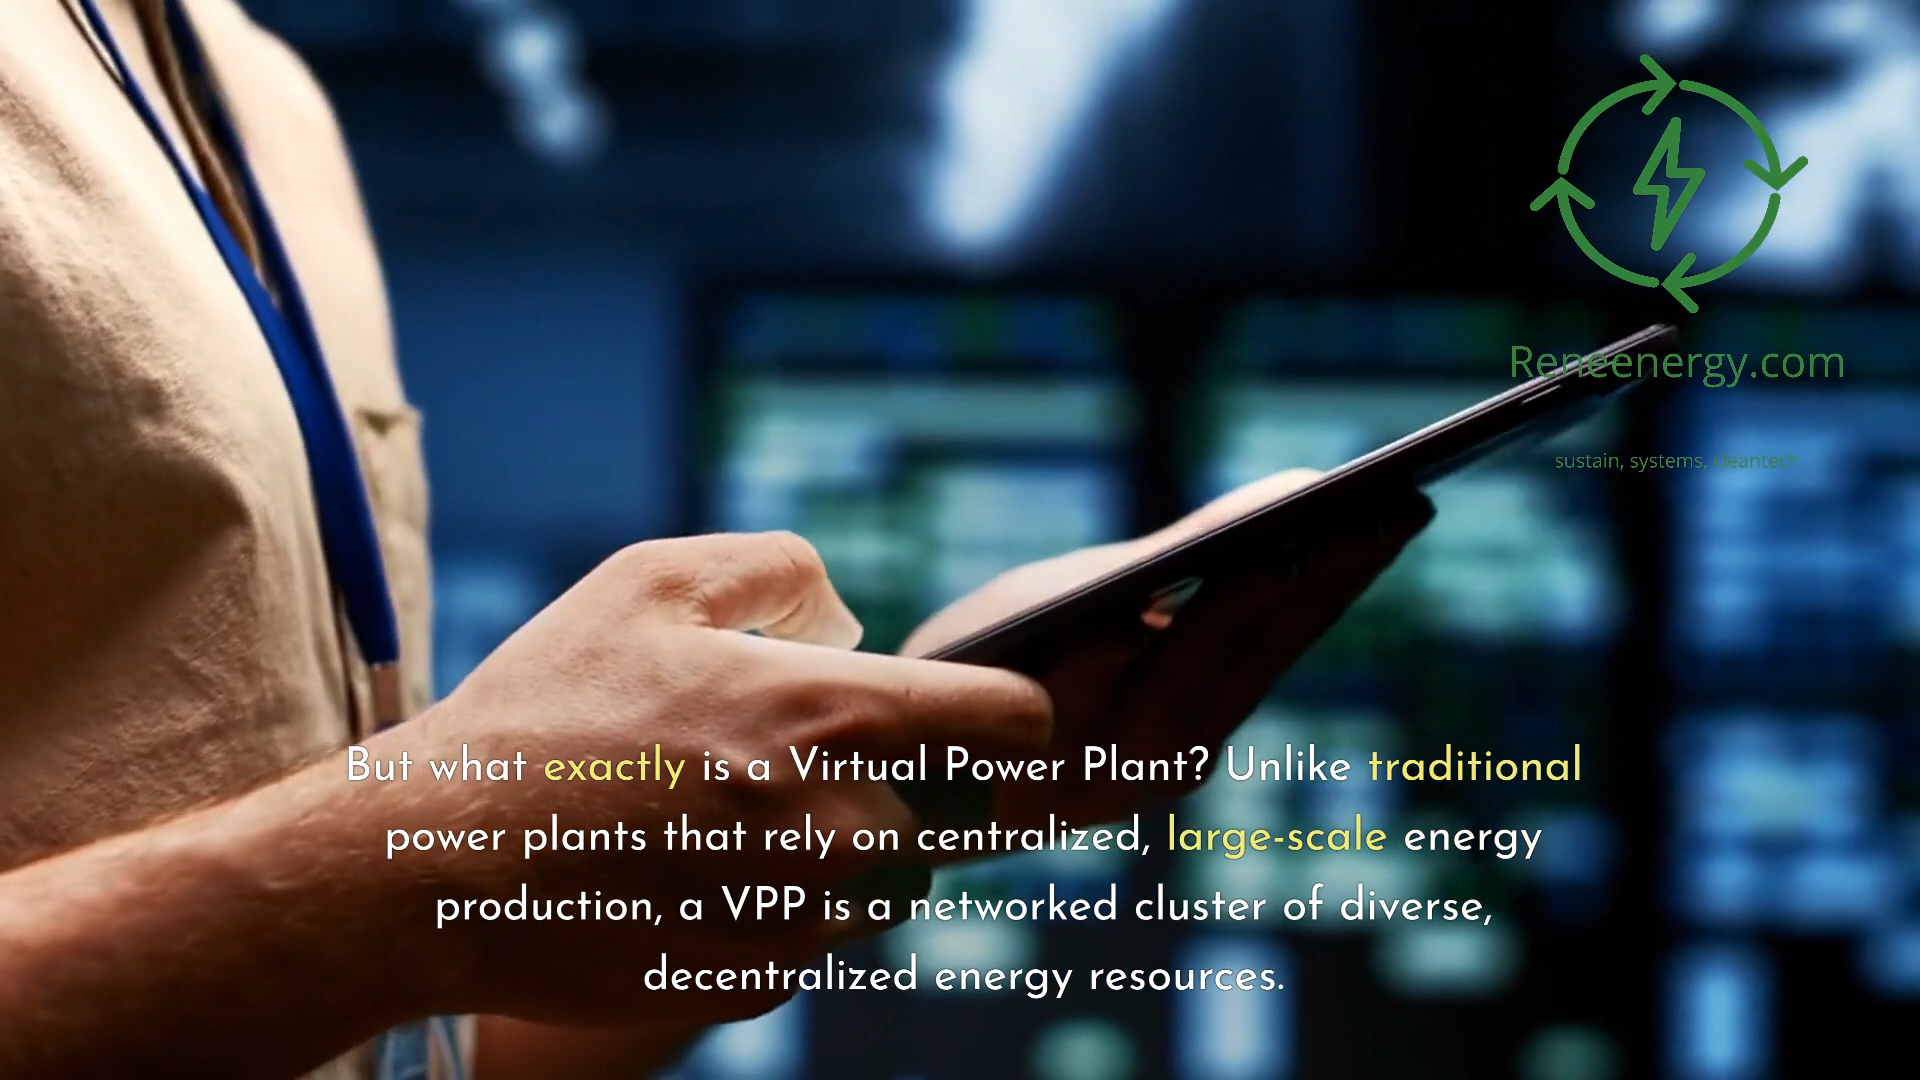 Reneenergy.com
sustain, systems, cleantech
But what exactly is a Virtual Power Plant? Unlike traditional
power plants that rely on centralized, large-scale energy
production, a VPP is a networked cluster of diverse,
decentralized energy resources.